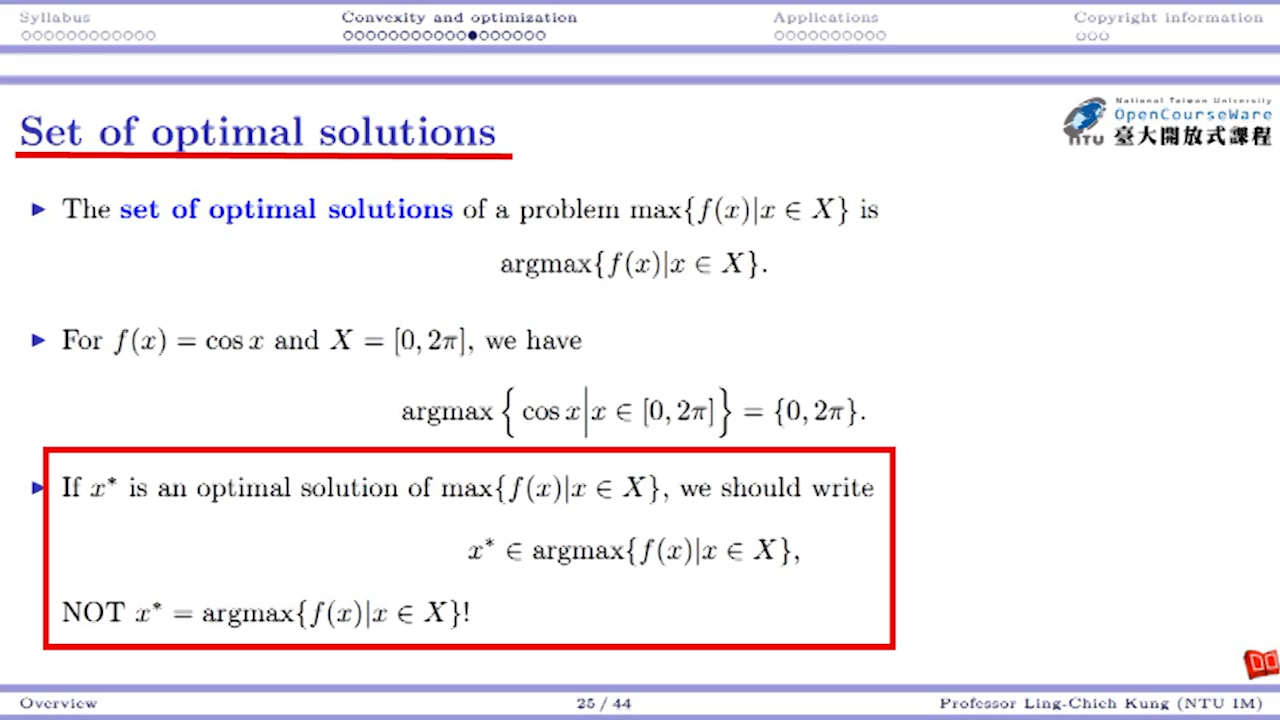 Syllabus Convexity and optimization Applications Copyright information
Set of optimal solutions
National Taiwan University
OpenCourseWare
NTU 臺大開放式課程
▶ The set of optimal solutions of a problem max{f(x)|x ∈ X} is
argmax{f(x)|x ∈ X}.
▶ For f(x) = cos x and X = [0, 2π], we have
argmax { cos x | x ∈ [0, 2π] } = {0, 2π}.
▶ If x* is an optimal solution of max{f(x)|x ∈ X}, we should write
x* ∈ argmax{f(x)|x ∈ X},
NOT x* = argmax{f(x)|x ∈ X}!
Overview 25 / 44 Professor Ling-Chieh Kung (NTU IM)